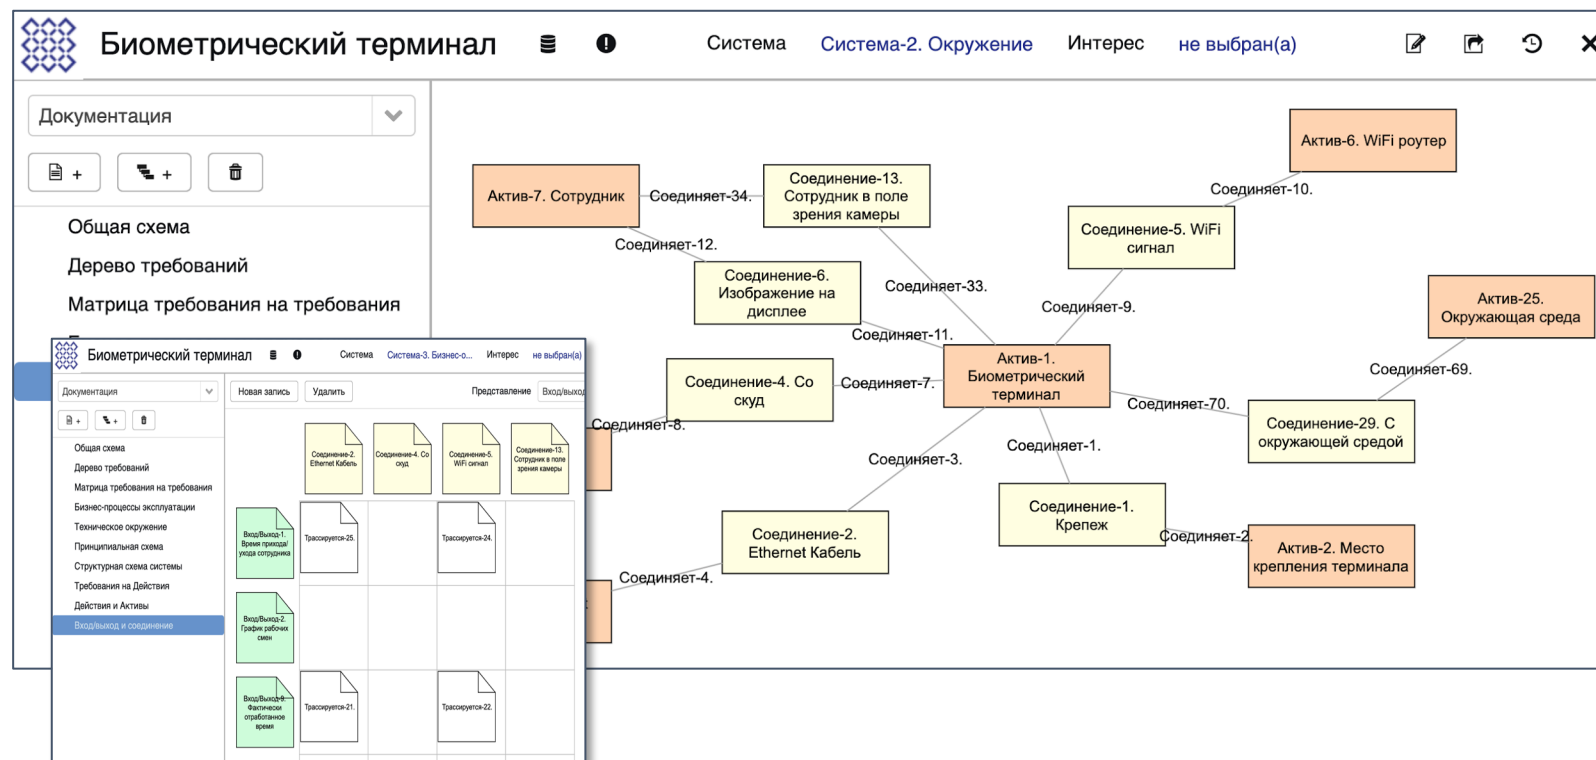 Биометрический терминал
Система
Система-2. Окружение
Интерес
не выбран(а)
Документация
+
+
Общая схема
Дерево требований
Матрица требования на требования
Актив-7. Сотрудник
Соединяет-34.
Соединение-13.
Сотрудник в поле
зрения камеры
Актив-6. WiFi роутер
Соединяет-10.
Соединение-5. WiFi
сигнал
Соединяет-12.
Соединение-6.
Изображение на
дисплее
Соединяет-33.
Соединяет-9.
Актив-25.
Окружающая среда
Соединяет-11.
Актив-1.
Биометрический
терминал
Соединение-4. Со
скуд
Соединяет-7.
Соединяет-69.
Соединяет-70.
Соединение-29. С
окружающей средой
Соединяет-8.
Соединяет-3.
Соединяет-1.
Соединение-1.
Крепеж
Соединяет-2.
Актив-2. Место
крепления терминала
Соединение-2.
Ethernet Кабель
Соединяет-4.
Биометрический терминал
Система
Система-3. Бизнес-о...
Интерес
не выбран(а)
Документация
+
+
Новая запись
Удалить
Представление
Вход/выход
Общая схема
Дерево требований
Матрица требования на требования
Бизнес-процессы эксплуатации
Техническое окружение
Принципиальная схема
Структурная схема системы
Требования на Действия
Действия и Активы
Вход/выход и соединение
Соединение-2.
Ethernet Кабель
Соединение-4. Со
скуд
Соединение-5.
WiFi сигнал
Соединение-13.
Сотрудник в поле
зрения камеры
Вход/Выход-1.
Время прихода/
ухода сотрудника
Трассируется-25.
Трассируется-24.
Вход/Выход-2.
График рабочих
смен
Вход/Выход-9.
Фактически
отработанное
время
Трассируется-21.
Трассируется-22.